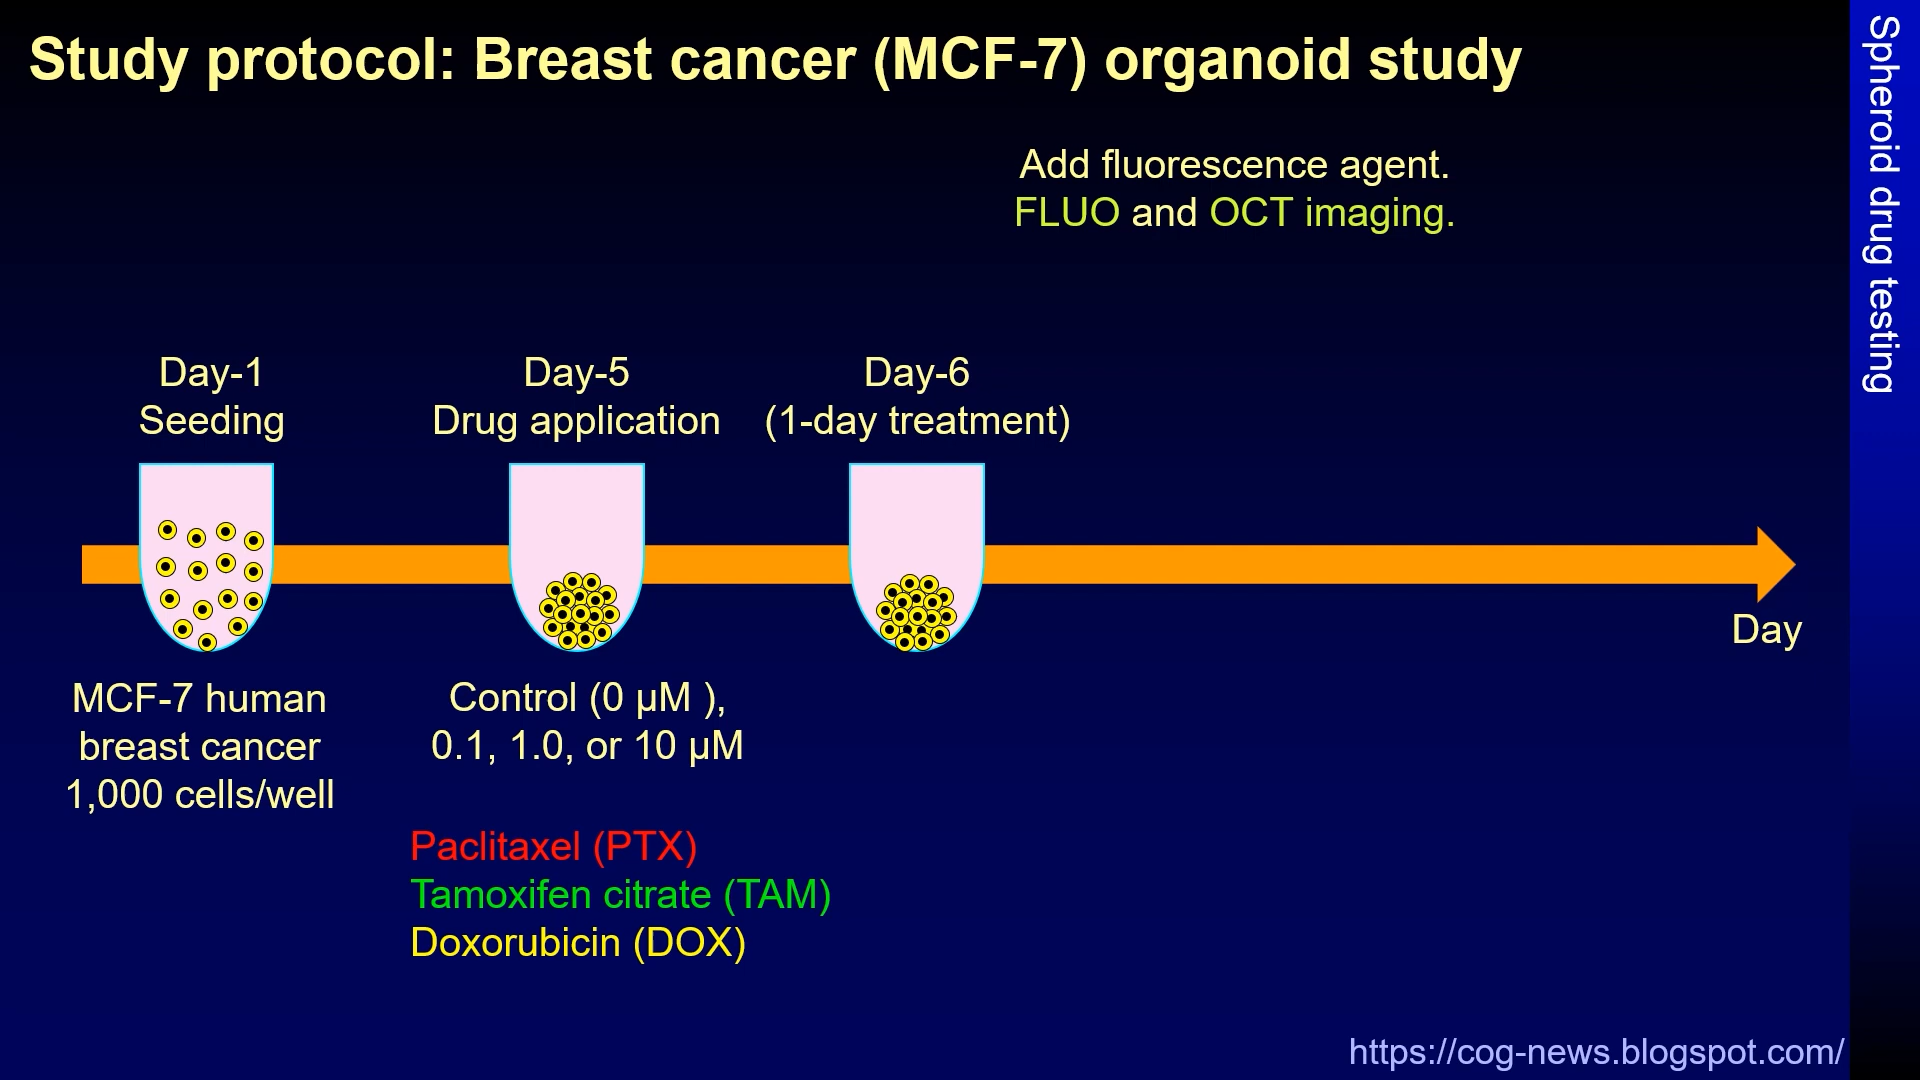 Study protocol: Breast cancer (MCF-7) organoid study
Spheroid drug testing
Add fluorescence agent.
FLUO and OCT imaging.
Day-1
Seeding
Day-5
Drug application
Day-6
(1-day treatment)
Day
MCF-7 human
breast cancer
1,000 cells/well
Control (0 µM ),
0.1, 1.0, or 10 µM
Paclitaxel (PTX)
Tamoxifen citrate (TAM)
Doxorubicin (DOX)
https://cog-news.blogspot.com/